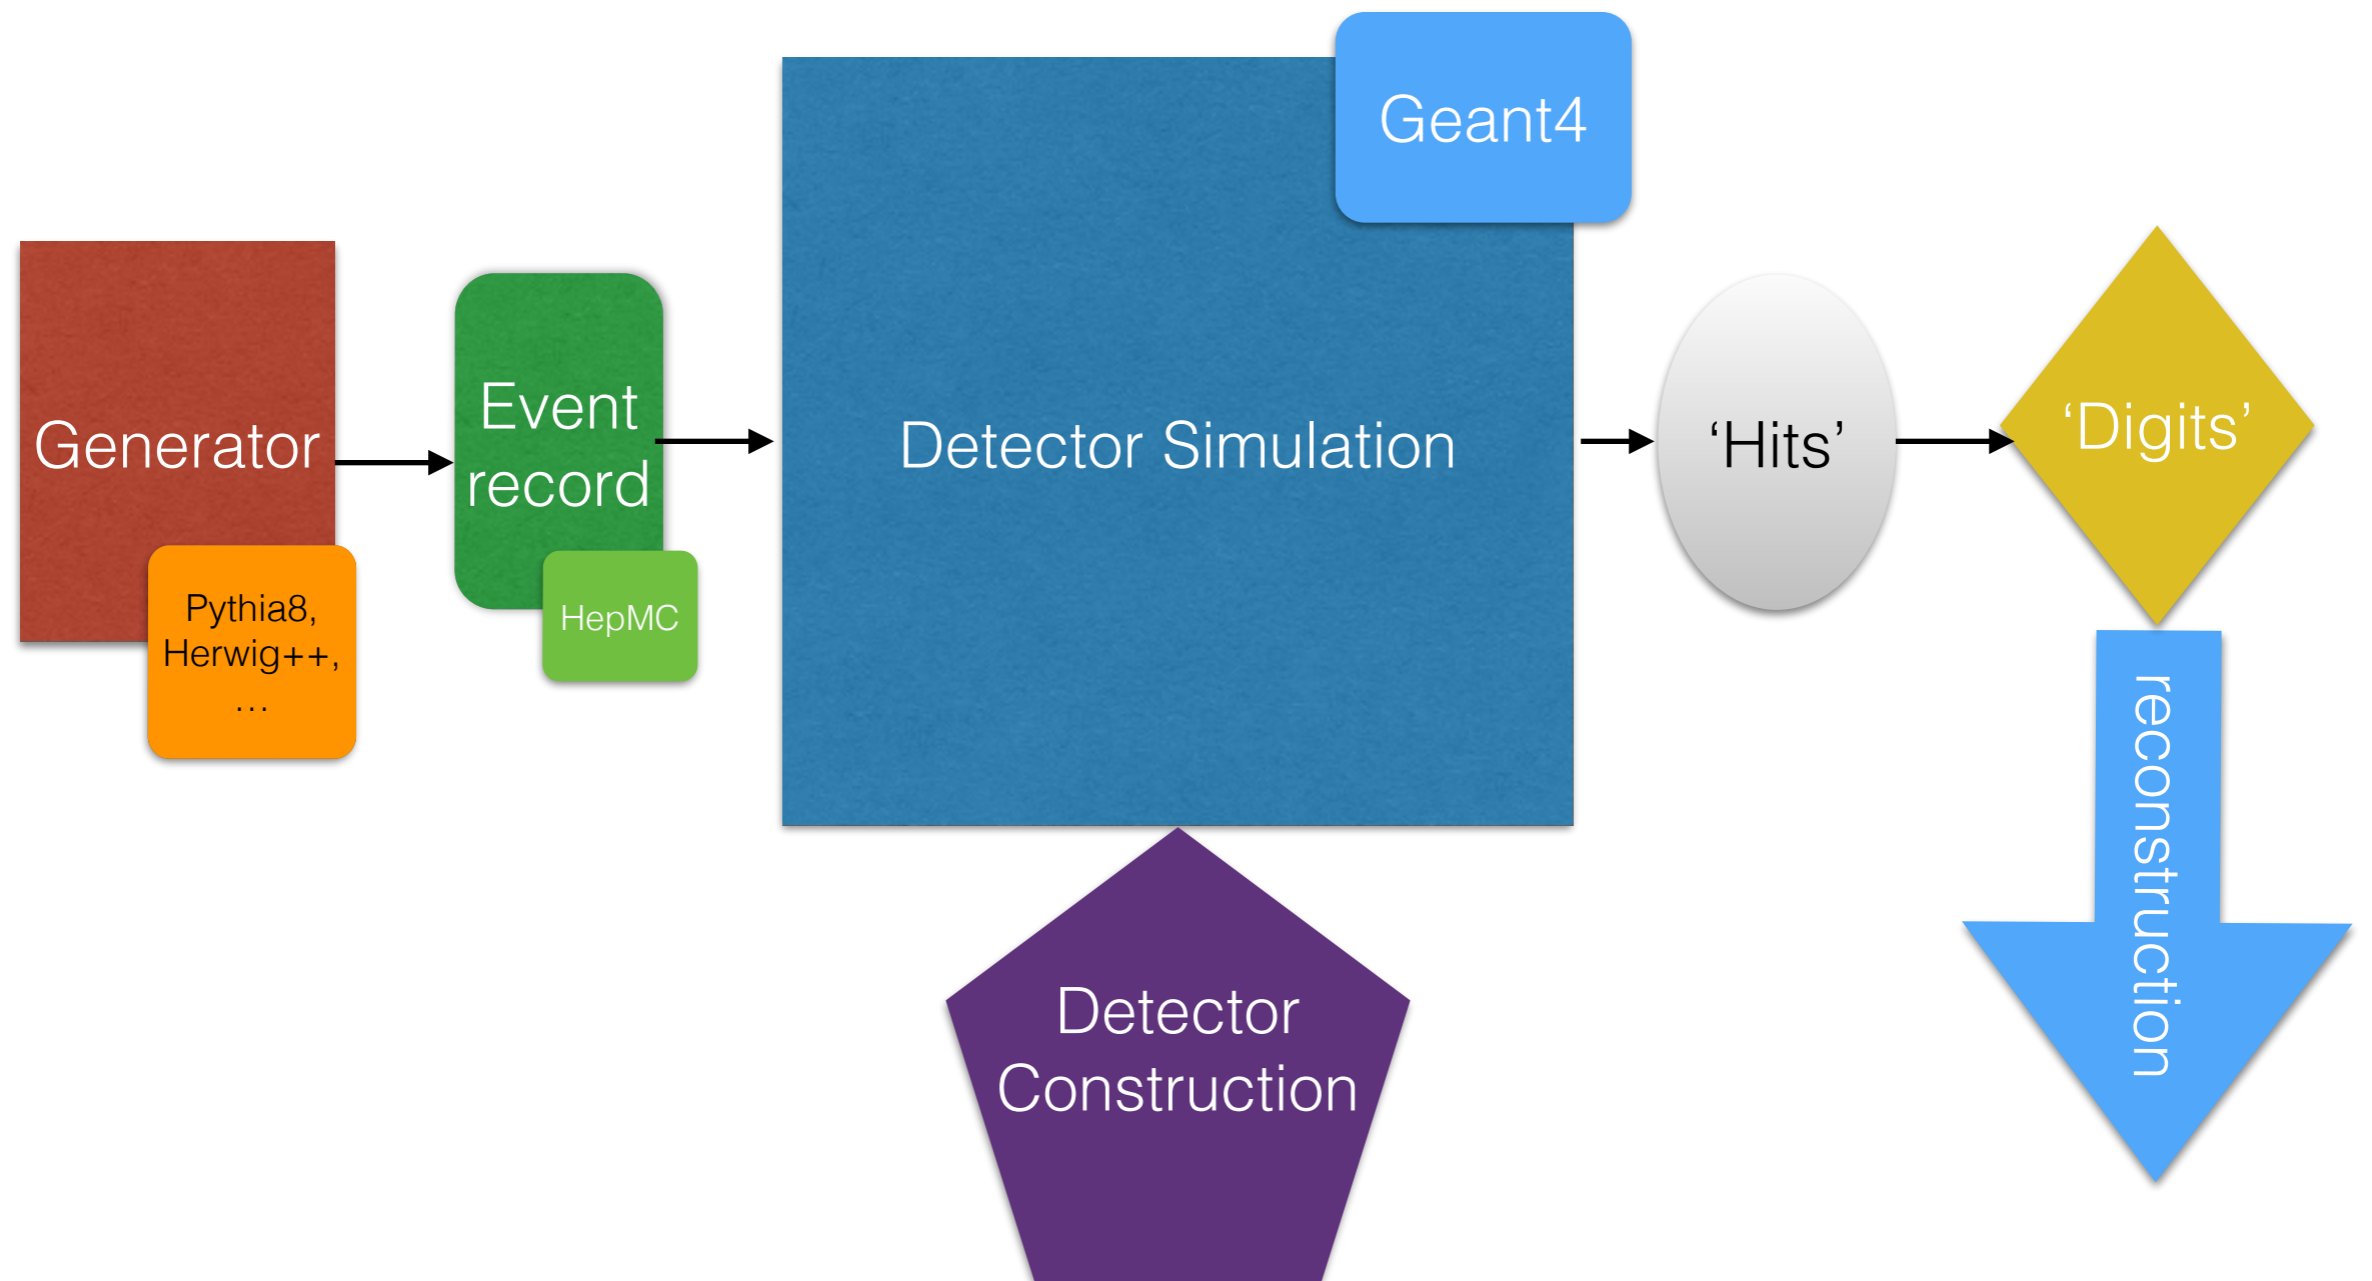 Generator
Pythia8,
Herwig++,
…
Event
record
HepMC
Detector Simulation
Geant4
Detector
Construction
‘Hits’
‘Digits’
reconstruction